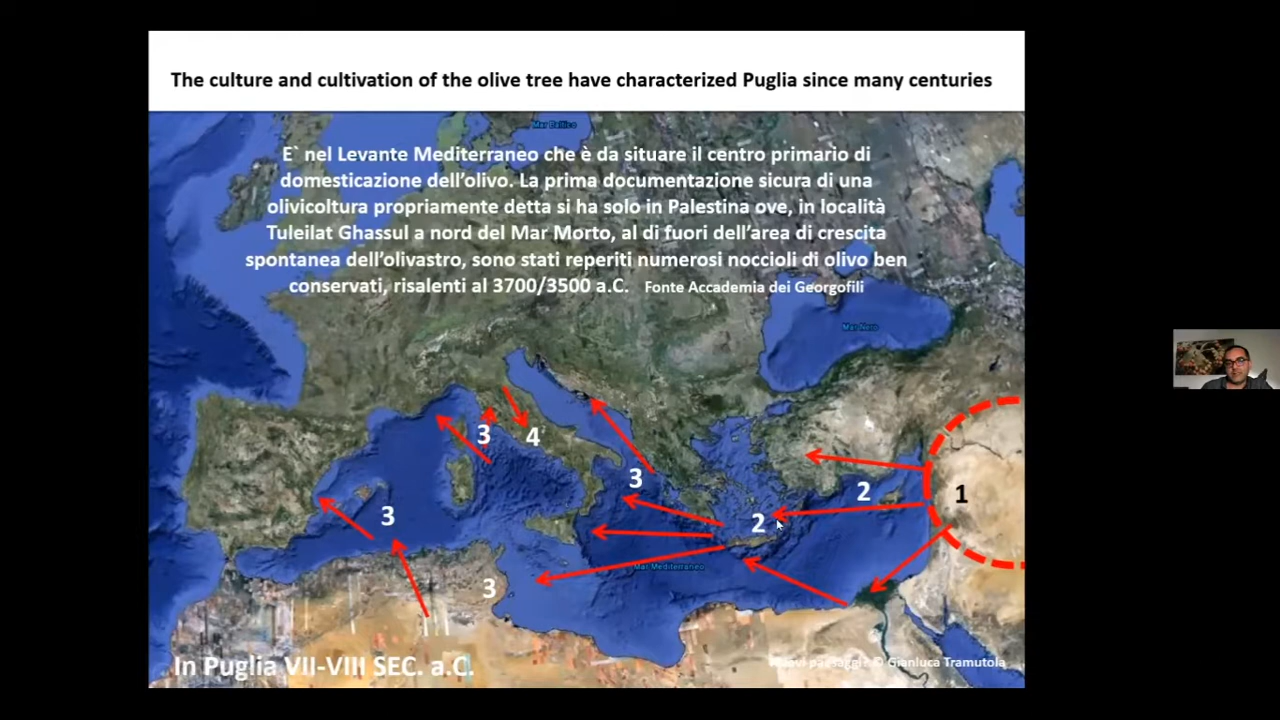 The culture and cultivation of the olive tree have characterized Puglia since many centuries
Mar Baltico
E` nel Levante Mediterraneo che è da situare il centro primario di
domesticazione dell’olivo. La prima documentazione sicura di una
olivicoltura propriamente detta si ha solo in Palestina ove, in località
Tuleilat Ghassul a nord del Mar Morto, al di fuori dell’area di crescita
spontanea dell’olivastro, sono stati reperiti numerosi noccioli di olivo ben
conservati, risalenti al 3700/3500 a.C. Fonte Accademia dei Georgofili
Mar Nero
3
4
3
2
1
3
2
Mar Mediterraneo
3
In Puglia VII-VIII SEC. a.C.
© Gianluca Tramutola